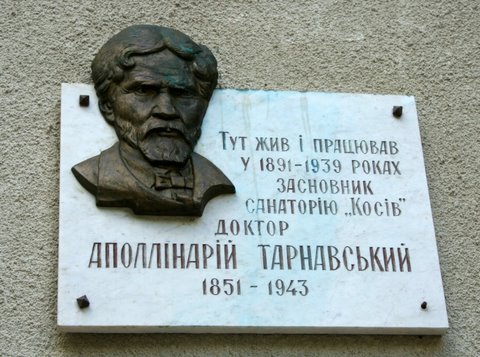 Тут жив і працював
у 1891-1939 роках
засновник
санаторію „Косів"
доктор
Аполлінарій Тарнавський
1851 - 1943